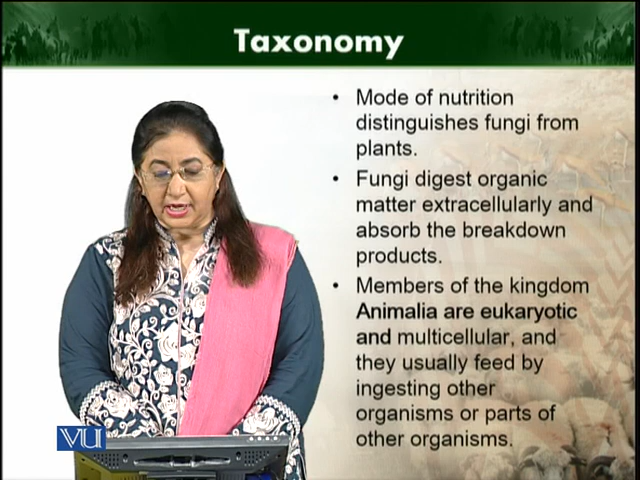 Taxonomy
• Mode of nutrition
distinguishes fungi from
plants.
• Fungi digest organic
matter extracellularly and
absorb the breakdown
products.
• Members of the kingdom
Animalia are eukaryotic
and multicellular, and
they usually feed by
ingesting other
organisms or parts of
other organisms.
VU